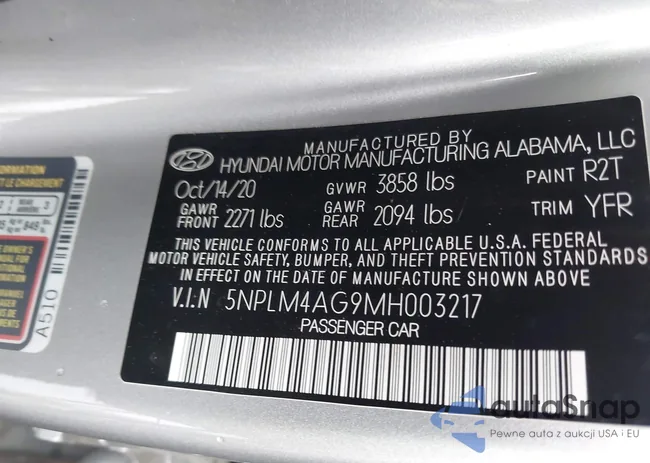 MANUFACTURED BY
HYUNDAI MOTOR MANUFACTURING ALABAMA, LLC
Oct/14/20 GVWR 3858 lbs PAINT R2T
GAWR FRONT 2271 lbs GAWR REAR 2094 lbs TRIM YFR
THIS VEHICLE CONFORMS TO ALL APPLICABLE U.S.A. FEDERAL
MOTOR VEHICLE SAFETY, BUMPER, AND THEFT PREVENTION STANDARDS
IN EFFECT ON THE DATE OF MANUFACTURE SHOWN ABOVE
V.I.N 5NPLM4AG9MH003217
PASSENGER CAR
A510
autoSnap
Pewne auta z aukcji USA i EU